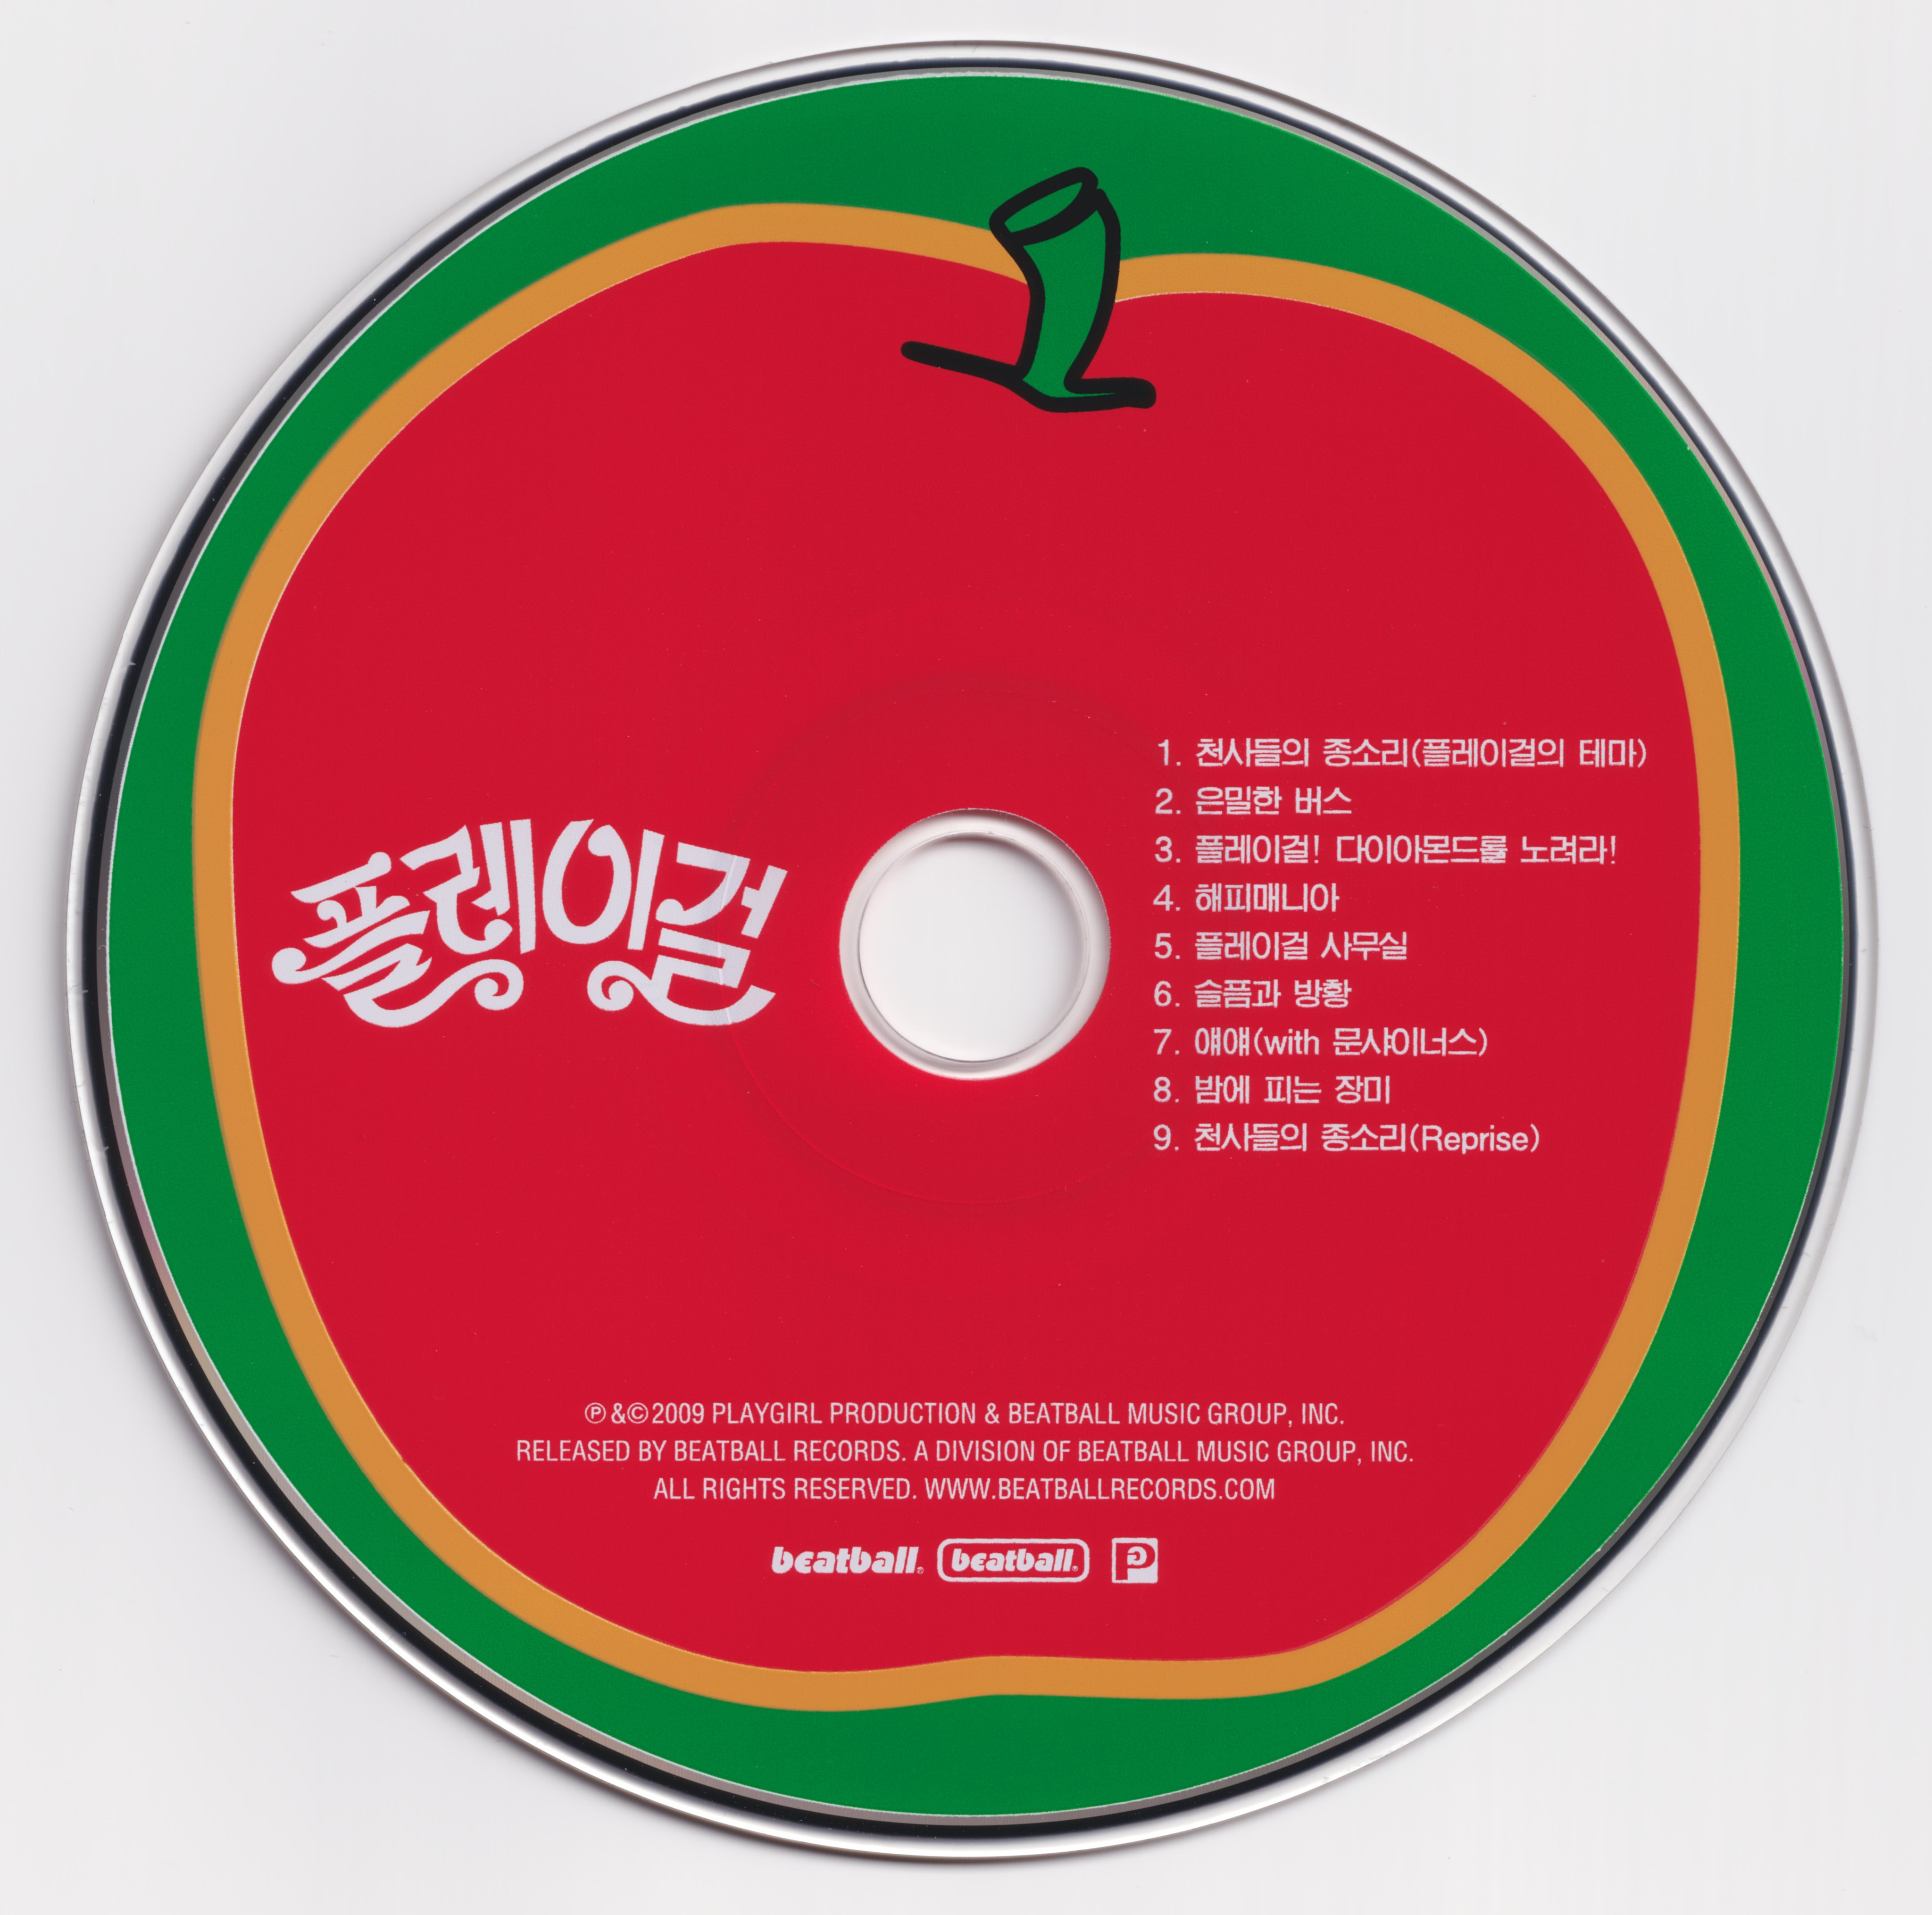 플레이걸
1. 천사들의 종소리(플레이걸의 테마)
2. 은밀한 버스
3. 플레이걸! 다이아몬드를 노려라!
4. 해피매니아
5. 플레이걸 사무실
6. 슬픔과 방황
7. 얘얘(with 문샤이너스)
8. 밤에 피는 장미
9. 천사들의 종소리(Reprise)
℗ &© 2009 PLAYGIRL PRODUCTION & BEATBALL MUSIC GROUP, INC.
RELEASED BY BEATBALL RECORDS. A DIVISION OF BEATBALL MUSIC GROUP, INC.
ALL RIGHTS RESERVED. WWW.BEATBALLRECORDS.COM
beatball. beatball. P